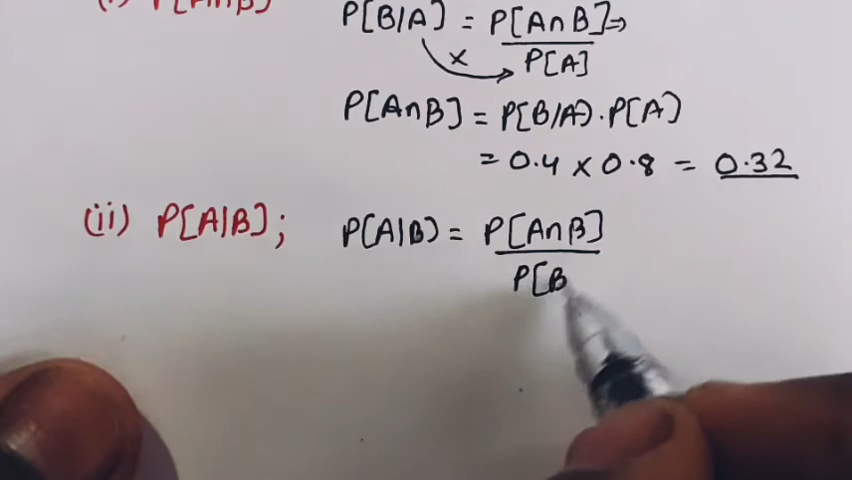 (i) P[A∩B]
P[B/A] = P[A∩B] ⇒
P[A]
×
P[A∩B] = P[B/A) · P[A)
= 0.4 × 0.8 = 0.32
(ii) P[A|B]; P[A|B) = P[A∩B]
P[B